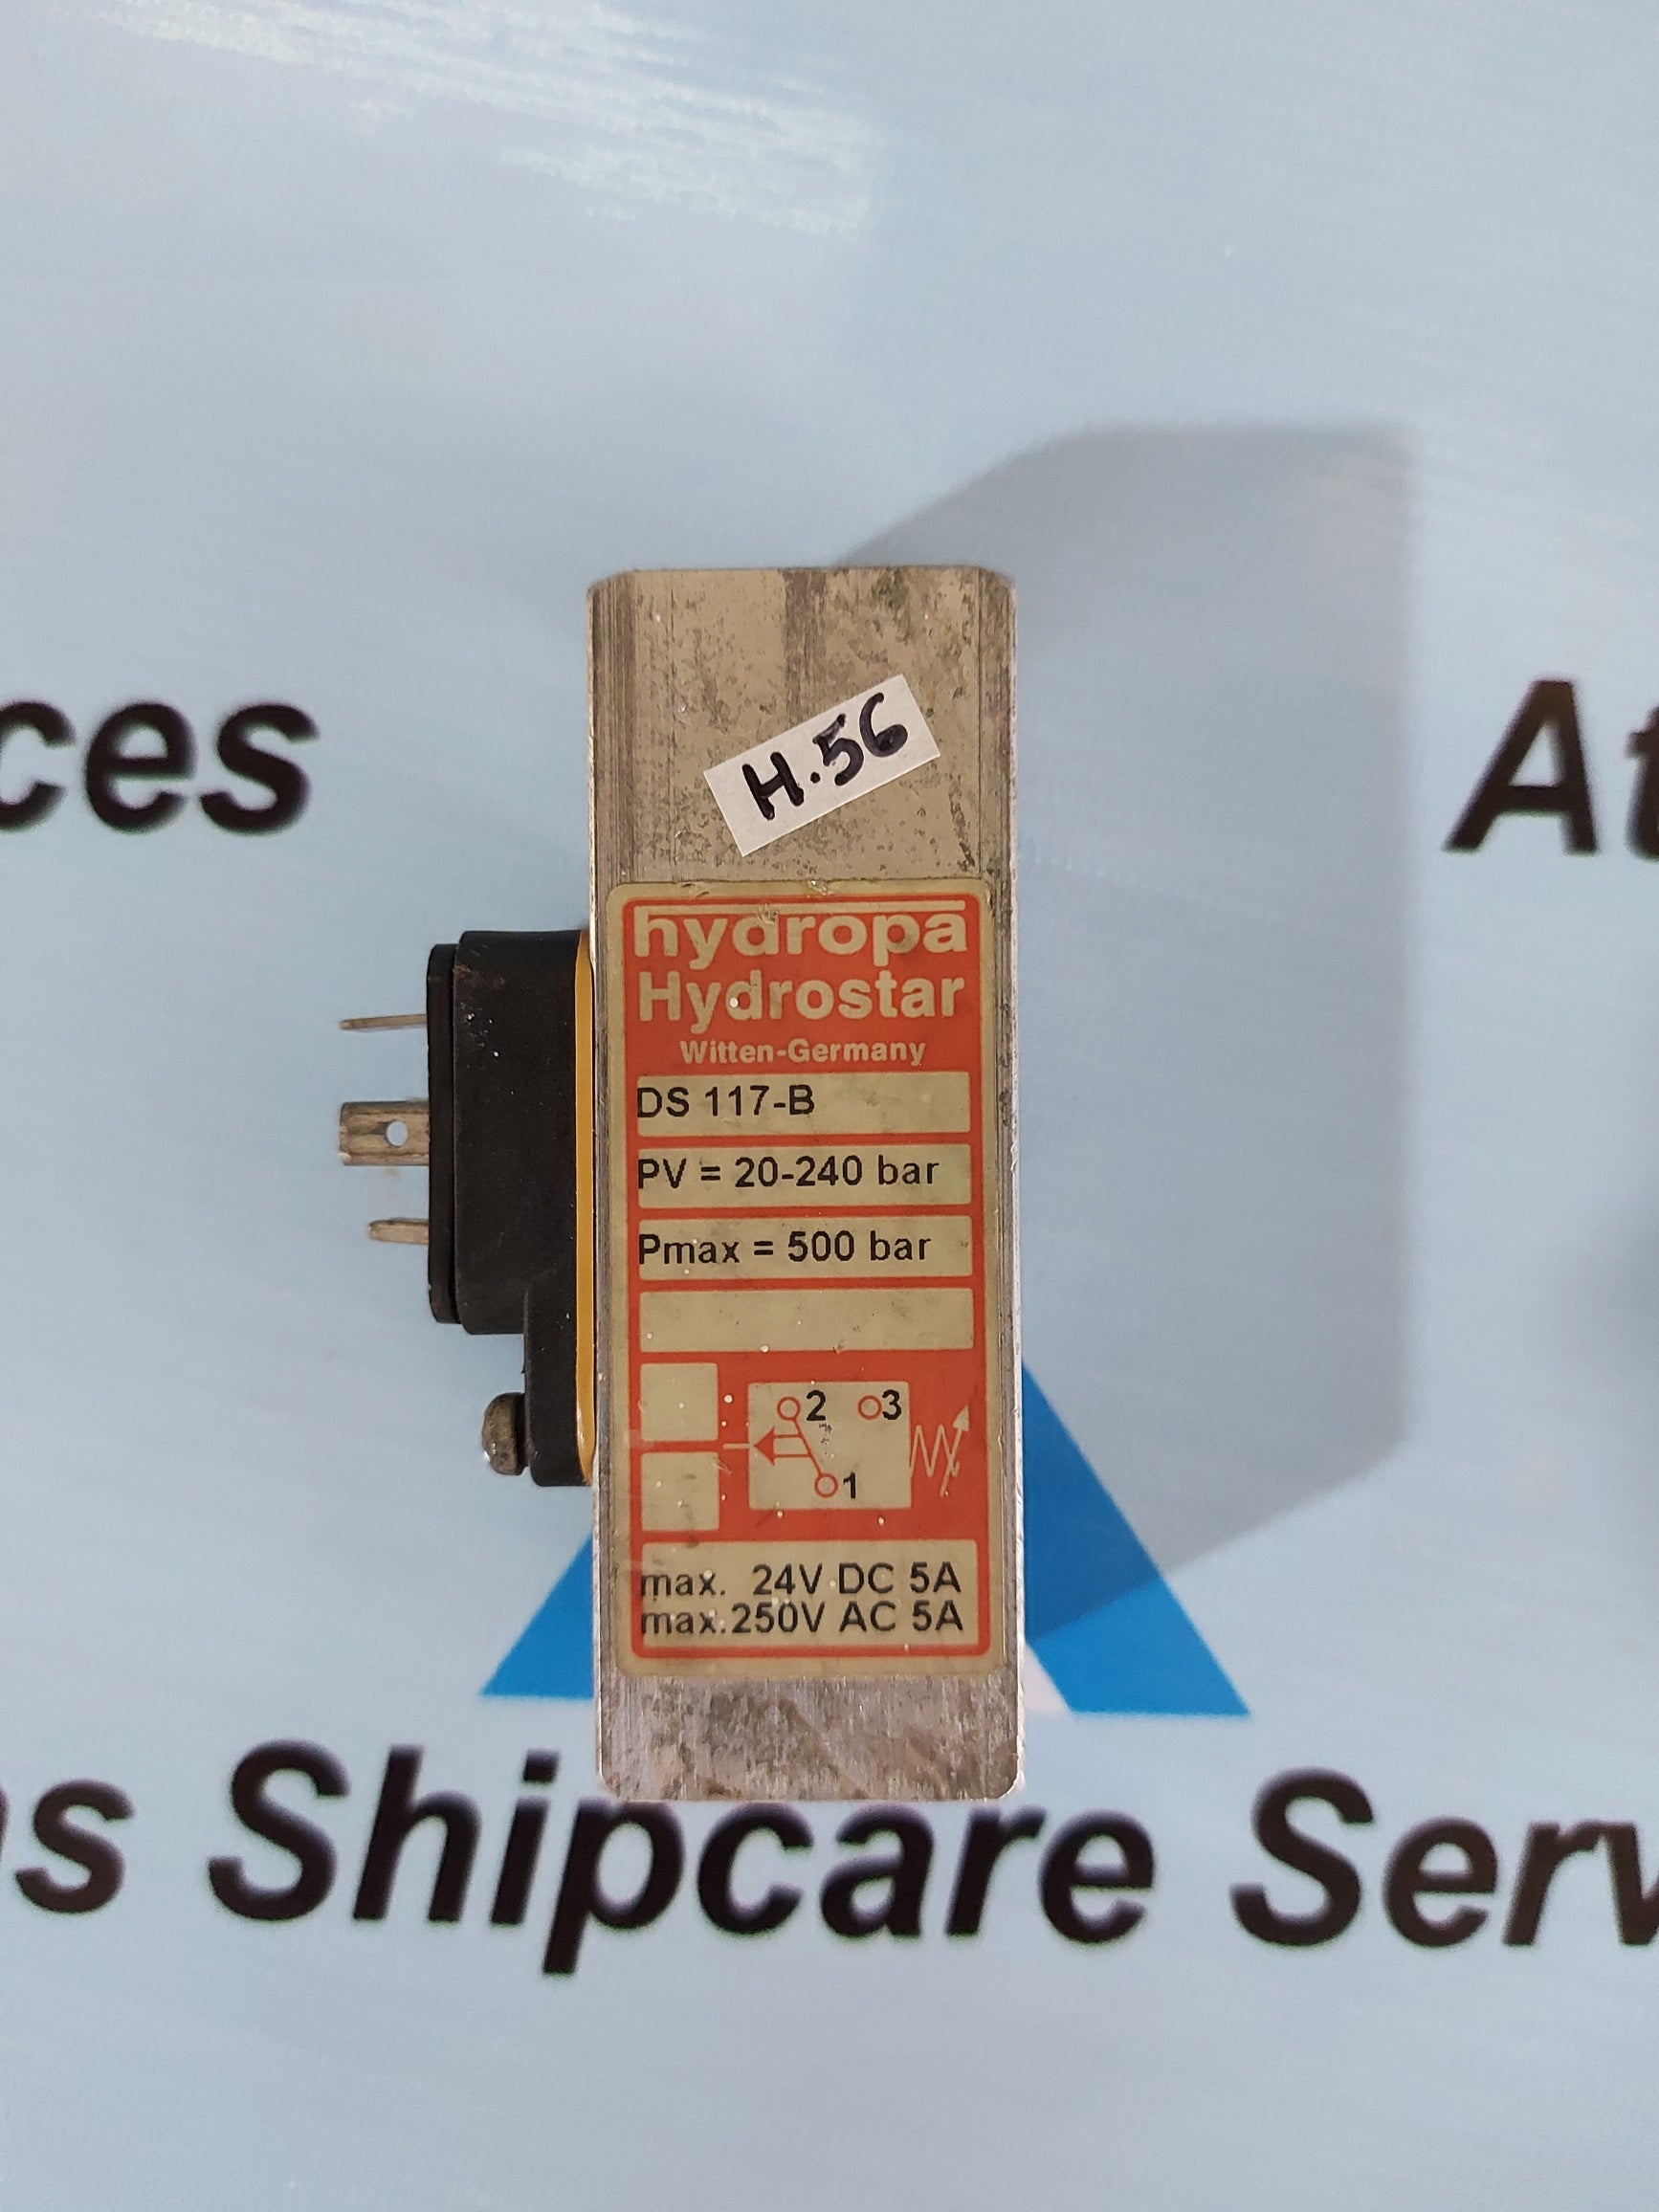 ces
At
H.56
hydropa
Hydrostar
Witten-Germany
DS 117-B
PV = 20-240 bar
Pmax = 500 bar
2 3
1
max. 24V DC 5A
max.250V AC 5A
ns Shipcare Serv